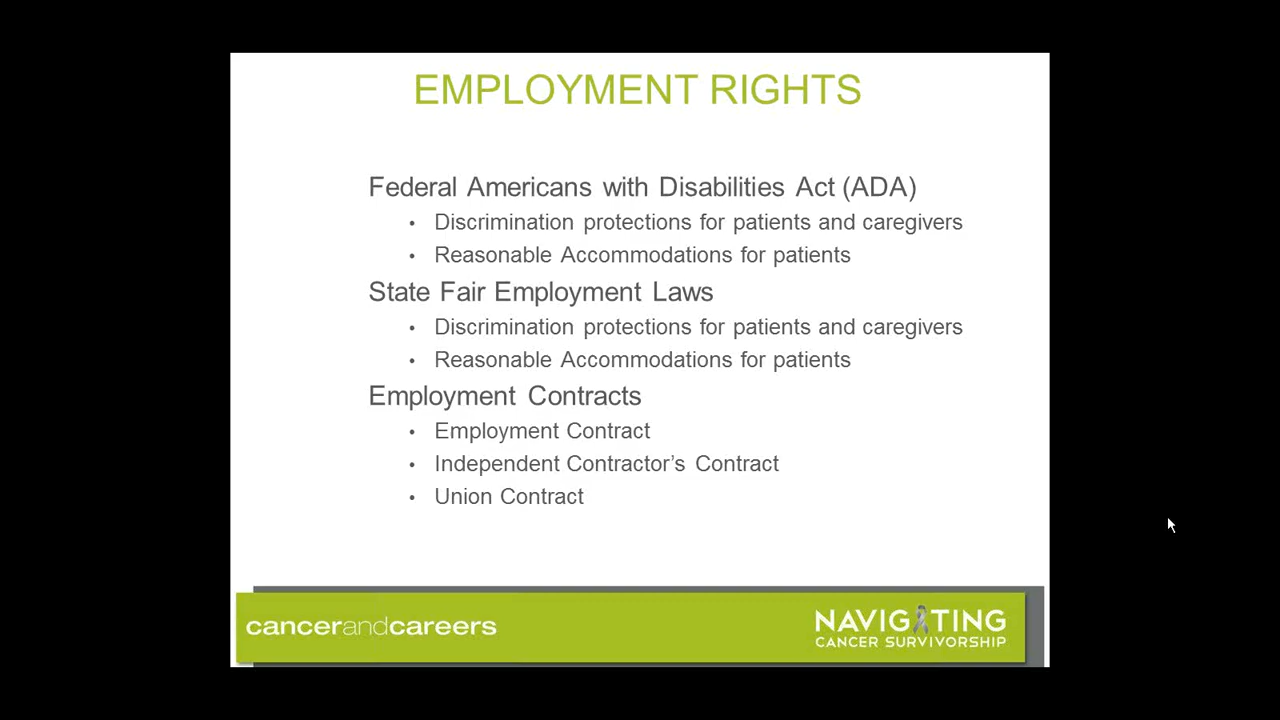 EMPLOYMENT RIGHTS
Federal Americans with Disabilities Act (ADA)
• Discrimination protections for patients and caregivers
• Reasonable Accommodations for patients
State Fair Employment Laws
• Discrimination protections for patients and caregivers
• Reasonable Accommodations for patients
Employment Contracts
• Employment Contract
• Independent Contractor’s Contract
• Union Contract
cancerandcareers
NAVIGATING
CANCER SURVIVORSHIP